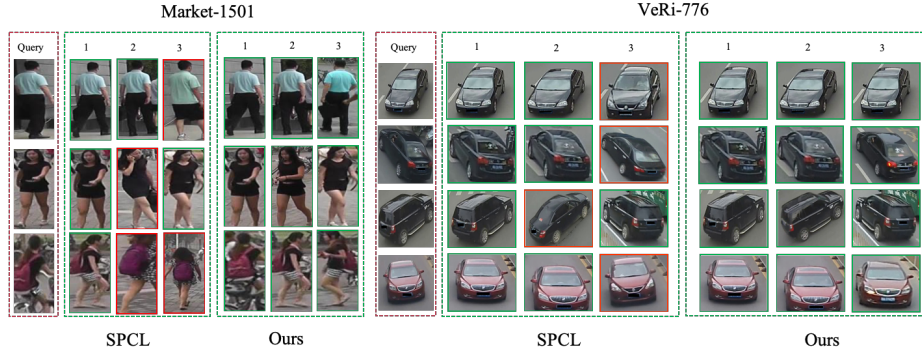 Market-1501
VeRi-776
Query 1 2 3 1 2 3
Query 1 2 3 1 2 3
SPCL
Ours
SPCL
Ours